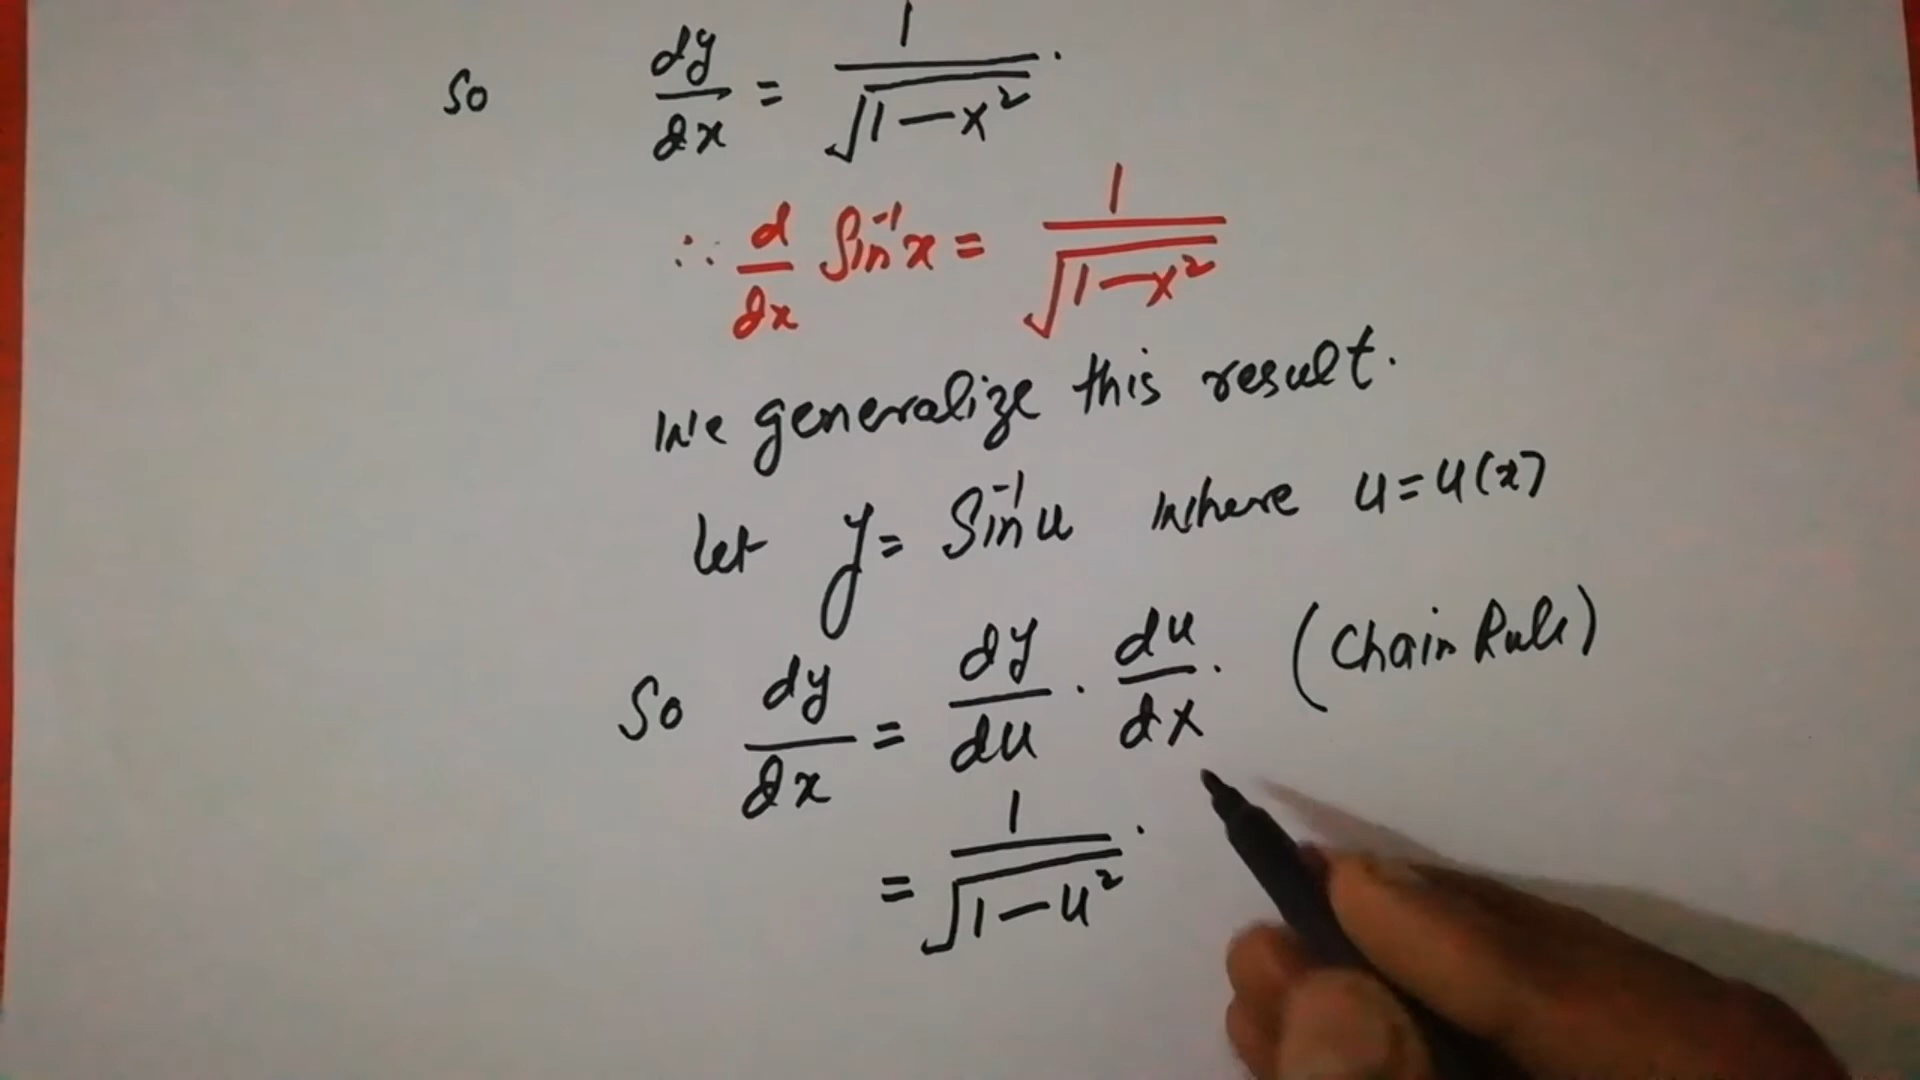 So dy/dx = 1/√(1-x²).
∴ d/dx Sin⁻¹x = 1/√(1-x²)
We generalize this result.
let y = Sin⁻¹u where u=u(x)
So dy/dx = dy/du · du/dx. (Chain Rule)
= 1/√(1-u²) ·